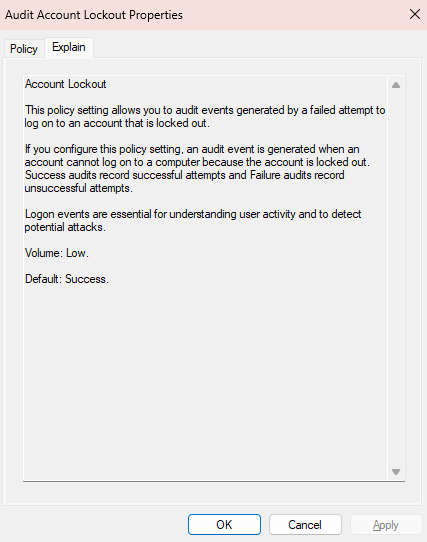 Audit Account Lockout Properties
Policy
Explain
Account Lockout
This policy setting allows you to audit events generated by a failed attempt to
log on to an account that is locked out.
If you configure this policy setting, an audit event is generated when an
account cannot log on to a computer because the account is locked out.
Success audits record successful attempts and Failure audits record
unsuccessful attempts.
Logon events are essential for understanding user activity and to detect
potential attacks.
Volume: Low.
Default: Success.
OK
Cancel
Apply